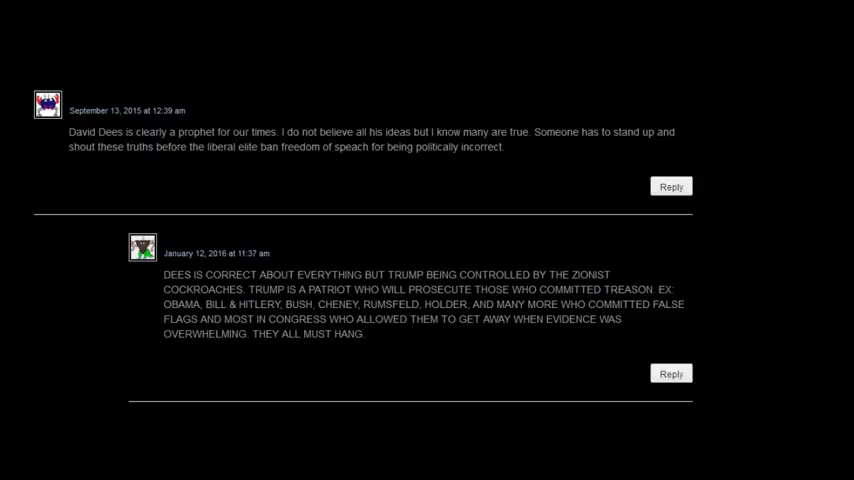 September 13, 2015 at 12:39 am
David Dees is clearly a prophet for our times. I do not believe all his ideas but I know many are true. Someone has to stand up and
shout these truths before the liberal elite ban freedom of speach for being politically incorrect.
Reply
January 12, 2016 at 11:37 am
DEES IS CORRECT ABOUT EVERYTHING BUT TRUMP BEING CONTROLLED BY THE ZIONIST
COCKROACHES. TRUMP IS A PATRIOT WHO WILL PROSECUTE THOSE WHO COMMITTED TREASON. EX:
OBAMA, BILL & HITLERY, BUSH, CHENEY, RUMSFELD, HOLDER, AND MANY MORE WHO COMMITTED FALSE
FLAGS AND MOST IN CONGRESS WHO ALLOWED THEM TO GET AWAY WHEN EVIDENCE WAS
OVERWHELMING. THEY ALL MUST HANG.
Reply